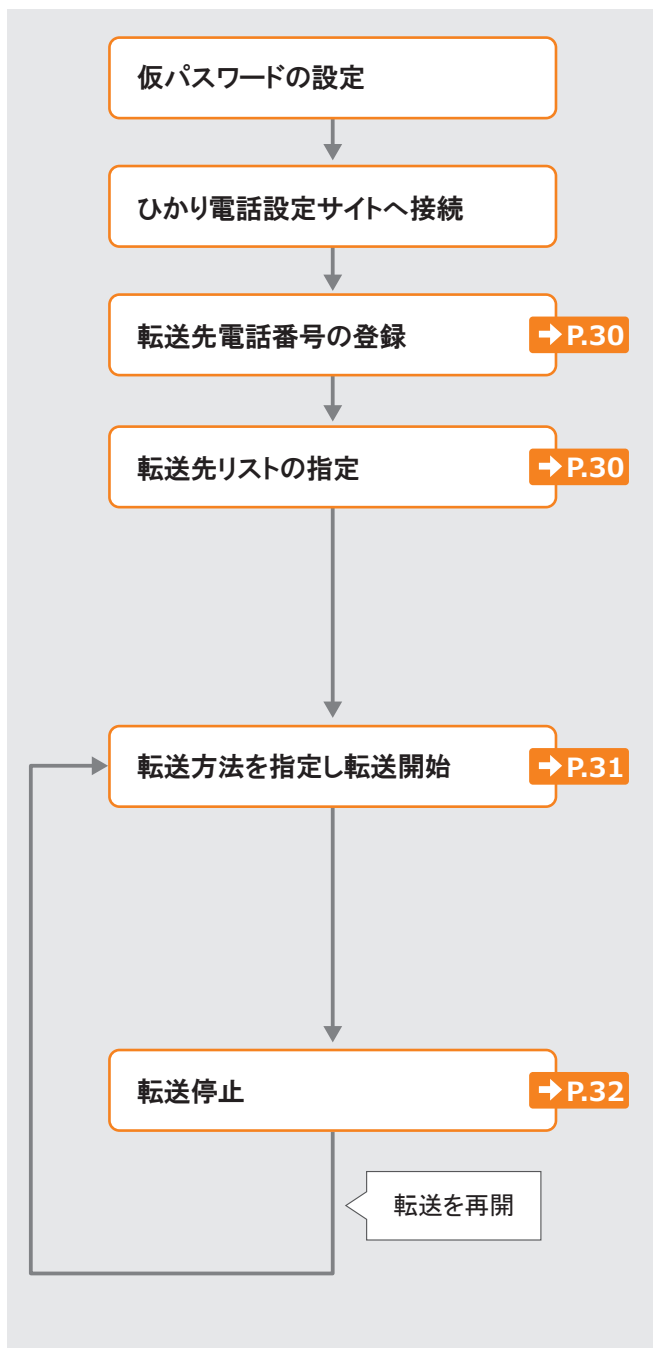 仮パスワードの設定
ひかり電話設定サイトへ接続
転送先電話番号の登録 P.30
転送先リストの指定 P.30
転送方法を指定し転送開始 P.31
転送停止 P.32
転送を再開